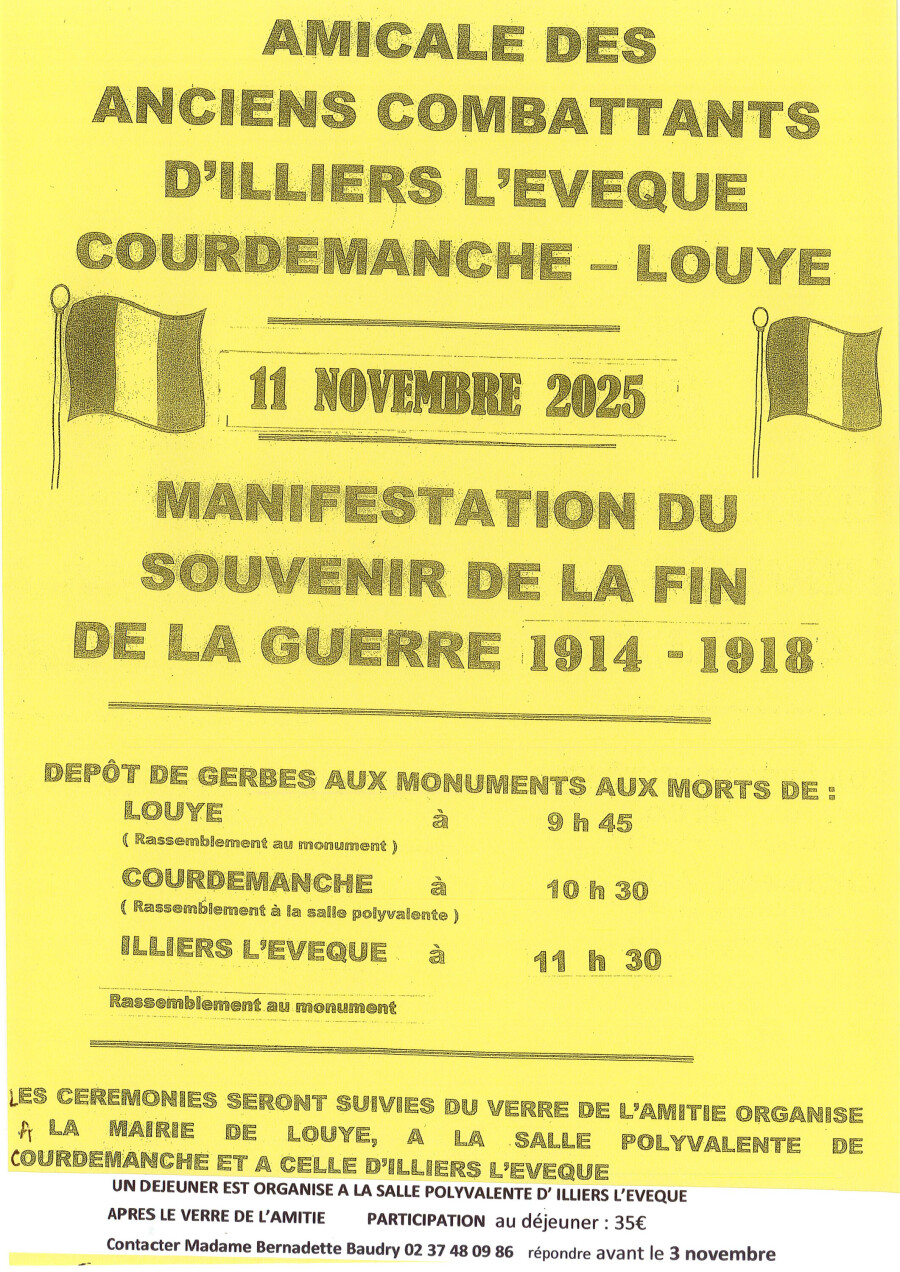 AMICALE DES
ANCIENS COMBATTANTS
D'ILLIERS L'EVEQUE
COURDEMANCHE – LOUYE
11 NOVEMBRE 2025
MANIFESTATION DU
SOUVENIR DE LA FIN
DE LA GUERRE 1914 - 1918
DEPÔT DE GERBES AUX MONUMENTS AUX MORTS DE :
LOUYE à 9 h 45
( Rassemblement au monument )
COURDEMANCHE à 10 h 30
( Rassemblement à la salle polyvalente )
ILLIERS L'EVEQUE à 11 h 30
Rassemblement au monument
LES CEREMONIES SERONT SUIVIES DU VERRE DE L'AMITIE ORGANISE
A LA MAIRIE DE LOUYE, A LA SALLE POLYVALENTE DE
COURDEMANCHE ET A CELLE D'ILLIERS L'EVEQUE
UN DEJEUNER EST ORGANISE A LA SALLE POLYVALENTE D' ILLIERS L'EVEQUE
APRES LE VERRE DE L'AMITIE PARTICIPATION au déjeuner : 35€
Contacter Madame Bernadette Baudry 02 37 48 09 86 répondre avant le 3 novembre